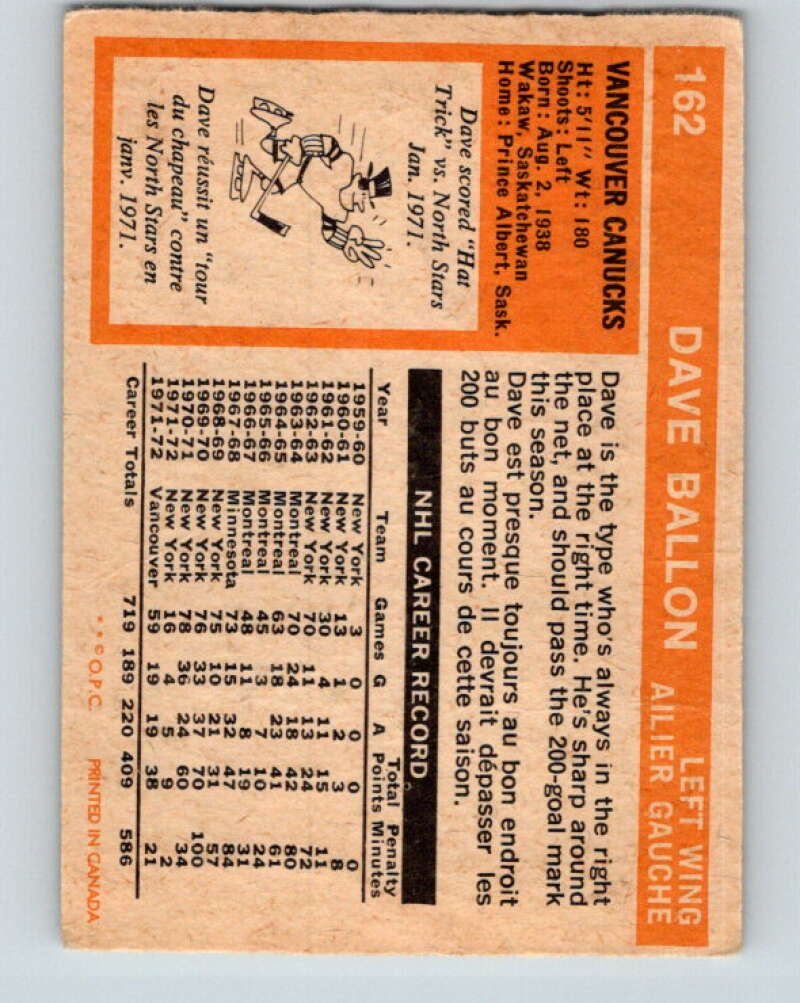 162 DAVE BALLON LEFT WING
AILIER GAUCHE
VANCOUVER CANUCKS
Ht: 5'11" Wt: 180
Shoots: Left
Born: Aug. 2, 1938
Wakaw, Saskatchewan
Home: Prince Albert, Sask.
Dave scored "Hat
Trick" vs. North Stars
Jan. 1971.
Dave réussit un "tour
du chapeau" contre
les North Stars en
janv. 1971.
Dave is the type who's always in the right
place at the right time. He's sharp around
the net, and should pass the 200-goal mark
this season.
Dave est presque toujours au bon endroit
au bon moment. Il devrait dépasser les
200 buts au cours de cette saison.
NHL CAREER RECORD
Total Penalty
Year Team Games G A Points Minutes
1959-60 New York 3 0 0 0 0
1960-61 New York 13 1 2 3 8
1961-62 New York 30 4 11 15 11
1962-63 New York 70 11 13 24 72
1963-64 Montreal 70 24 18 42 80
1964-65 Montreal 63 18 23 41 61
1965-66 Montreal 45 3 7 10 24
1966-67 Montreal 48 11 8 19 31
1967-68 Minnesota 73 15 32 47 84
1968-69 New York 75 10 21 31 57
1969-70 New York 76 33 37 70 100
1970-71 New York 78 36 24 60 34
1971-72 New York 16 4 5 9 2
1971-72 Vancouver 59 19 19 38 21
Career Totals 719 189 220 409 586
* * © O.P.C. PRINTED IN CANADA